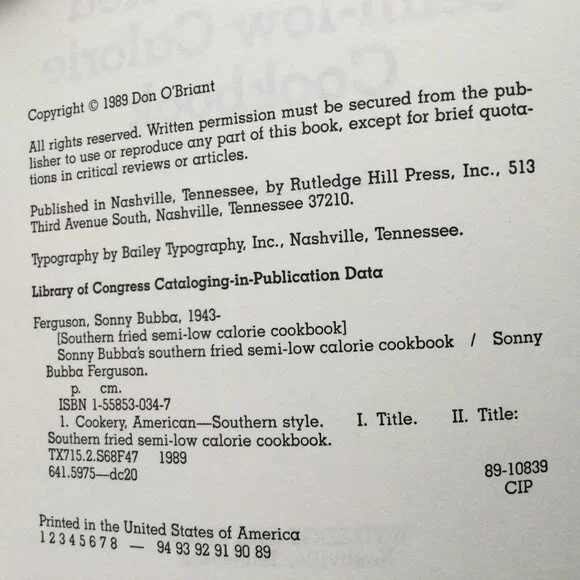 Copyright © 1989 Don O'Briant
All rights reserved. Written permission must be secured from the pub-
lisher to use or reproduce any part of this book, except for brief quota-
tions in critical reviews or articles.
Published in Nashville, Tennessee, by Rutledge Hill Press, Inc., 513
Third Avenue South, Nashville, Tennessee 37210.
Typography by Bailey Typography, Inc., Nashville, Tennessee.
Library of Congress Cataloging-in-Publication Data
Ferguson, Sonny Bubba, 1943-
[Southern fried semi-low calorie cookbook]
Sonny Bubba's southern fried semi-low calorie cookbook / Sonny
Bubba Ferguson.
p. cm.
ISBN 1-55853-034-7
1. Cookery, American—Southern style. I. Title. II. Title:
Southern fried semi-low calorie cookbook.
TX715.2.S68F47 1989
641.5975—dc20 89-10839
CIP
Printed in the United States of America
1 2 3 4 5 6 7 8 — 94 93 92 91 90 89